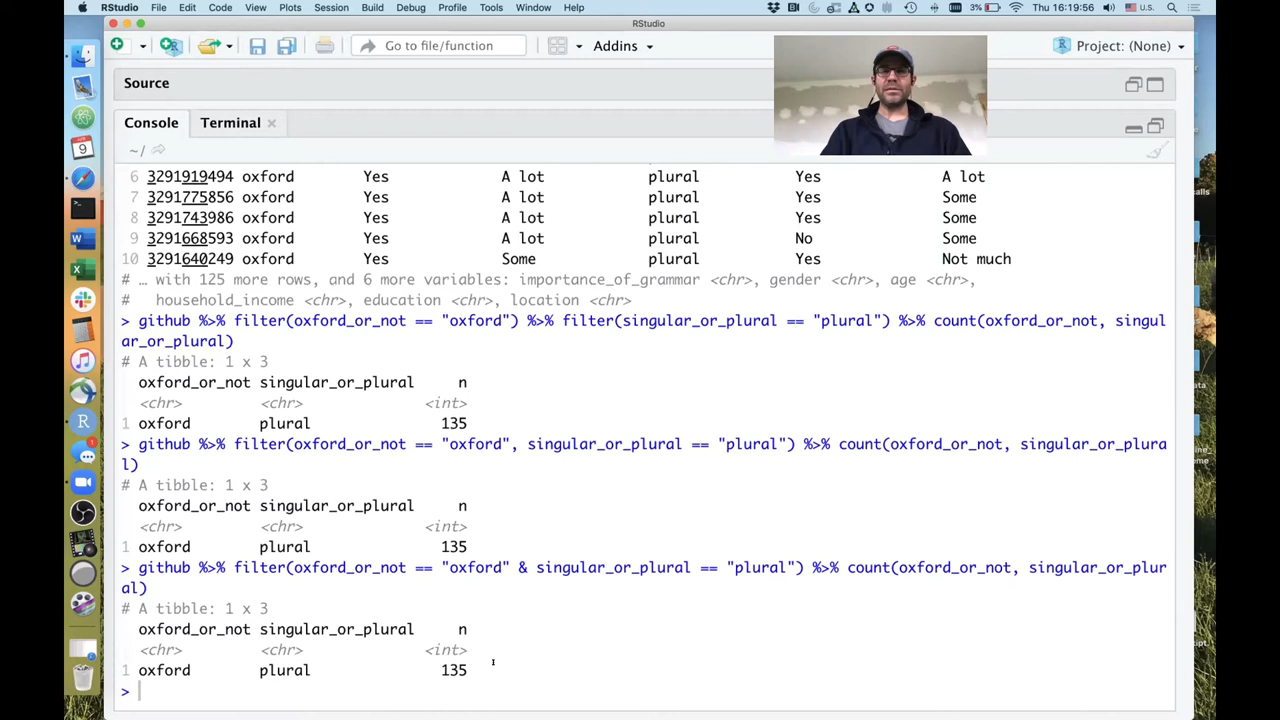 RStudio File Edit Code View Plots Session Build Debug Profile Tools Window Help 3% Thu 16:19:56 U.S.
RStudio
Go to file/function Addins Project: (None)
Source
Console Terminal
~/
6 3291919494 oxford Yes A lot plural Yes A lot
7 3291775856 oxford Yes A lot plural Yes Some
8 3291743986 oxford Yes A lot plural Yes Some
9 3291668593 oxford Yes A lot plural No Some
10 3291640249 oxford Yes Some plural Yes Not much
# … with 125 more rows, and 6 more variables: importance_of_grammar <chr>, gender <chr>, age <chr>,
# household_income <chr>, education <chr>, location <chr>
> github %>% filter(oxford_or_not == "oxford") %>% filter(singular_or_plural == "plural") %>% count(oxford_or_not, singul
ar_or_plural)
# A tibble: 1 x 3
oxford_or_not singular_or_plural n
<chr> <chr> <int>
1 oxford plural 135
> github %>% filter(oxford_or_not == "oxford", singular_or_plural == "plural") %>% count(oxford_or_not, singular_or_plura
l)
# A tibble: 1 x 3
oxford_or_not singular_or_plural n
<chr> <chr> <int>
1 oxford plural 135
> github %>% filter(oxford_or_not == "oxford" & singular_or_plural == "plural") %>% count(oxford_or_not, singular_or_plur
al)
# A tibble: 1 x 3
oxford_or_not singular_or_plural n
<chr> <chr> <int>
1 oxford plural 135
>